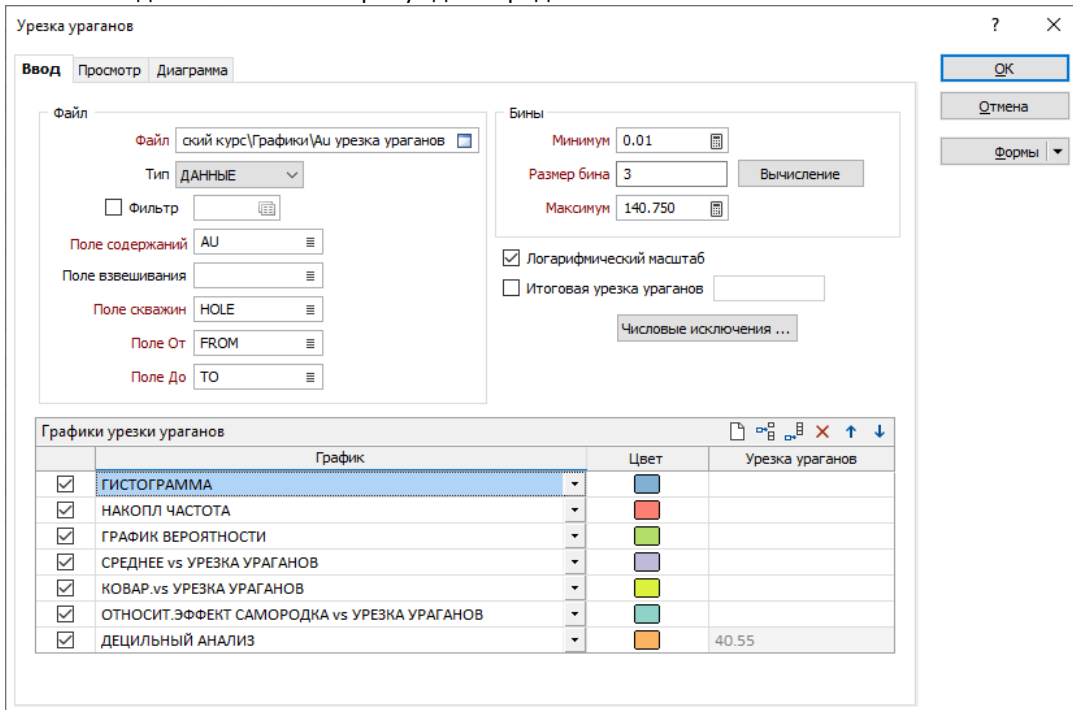 Урезка ураганов ? ×
Ввод Просмотр Диаграмма
OK
Отмена
Формы
Файл
Файл ский курс\Графики\Au урезка ураганов
Тип ДАННЫЕ
Фильтр
Поле содержаний AU
Поле взвешивания
Поле скважин HOLE
Поле От FROM
Поле До TO
Бины
Минимум 0.01
Размер бина 3 Вычисление
Максимум 140.750
Логарифмический масштаб
Итоговая урезка ураганов
Числовые исключения ...
Графики урезки ураганов
График Цвет Урезка ураганов
ГИСТОГРАММА
НАКОПЛ ЧАСТОТА
ГРАФИК ВЕРОЯТНОСТИ
СРЕДНЕЕ vs УРЕЗКА УРАГАНОВ
КОВАР.vs УРЕЗКА УРАГАНОВ
ОТНОСИТ.ЭФФЕКТ САМОРОДКА vs УРЕЗКА УРАГАНОВ
ДЕЦИЛЬНЫЙ АНАЛИЗ 40.55